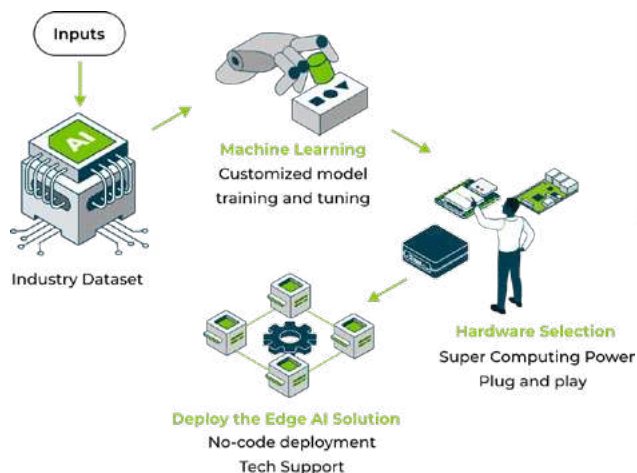 Inputs
AI
Industry Dataset
Machine Learning
Customized model
training and tuning
Hardware Selection
Super Computing Power
Plug and play
Deploy the Edge AI Solution
No-code deployment
Tech Support